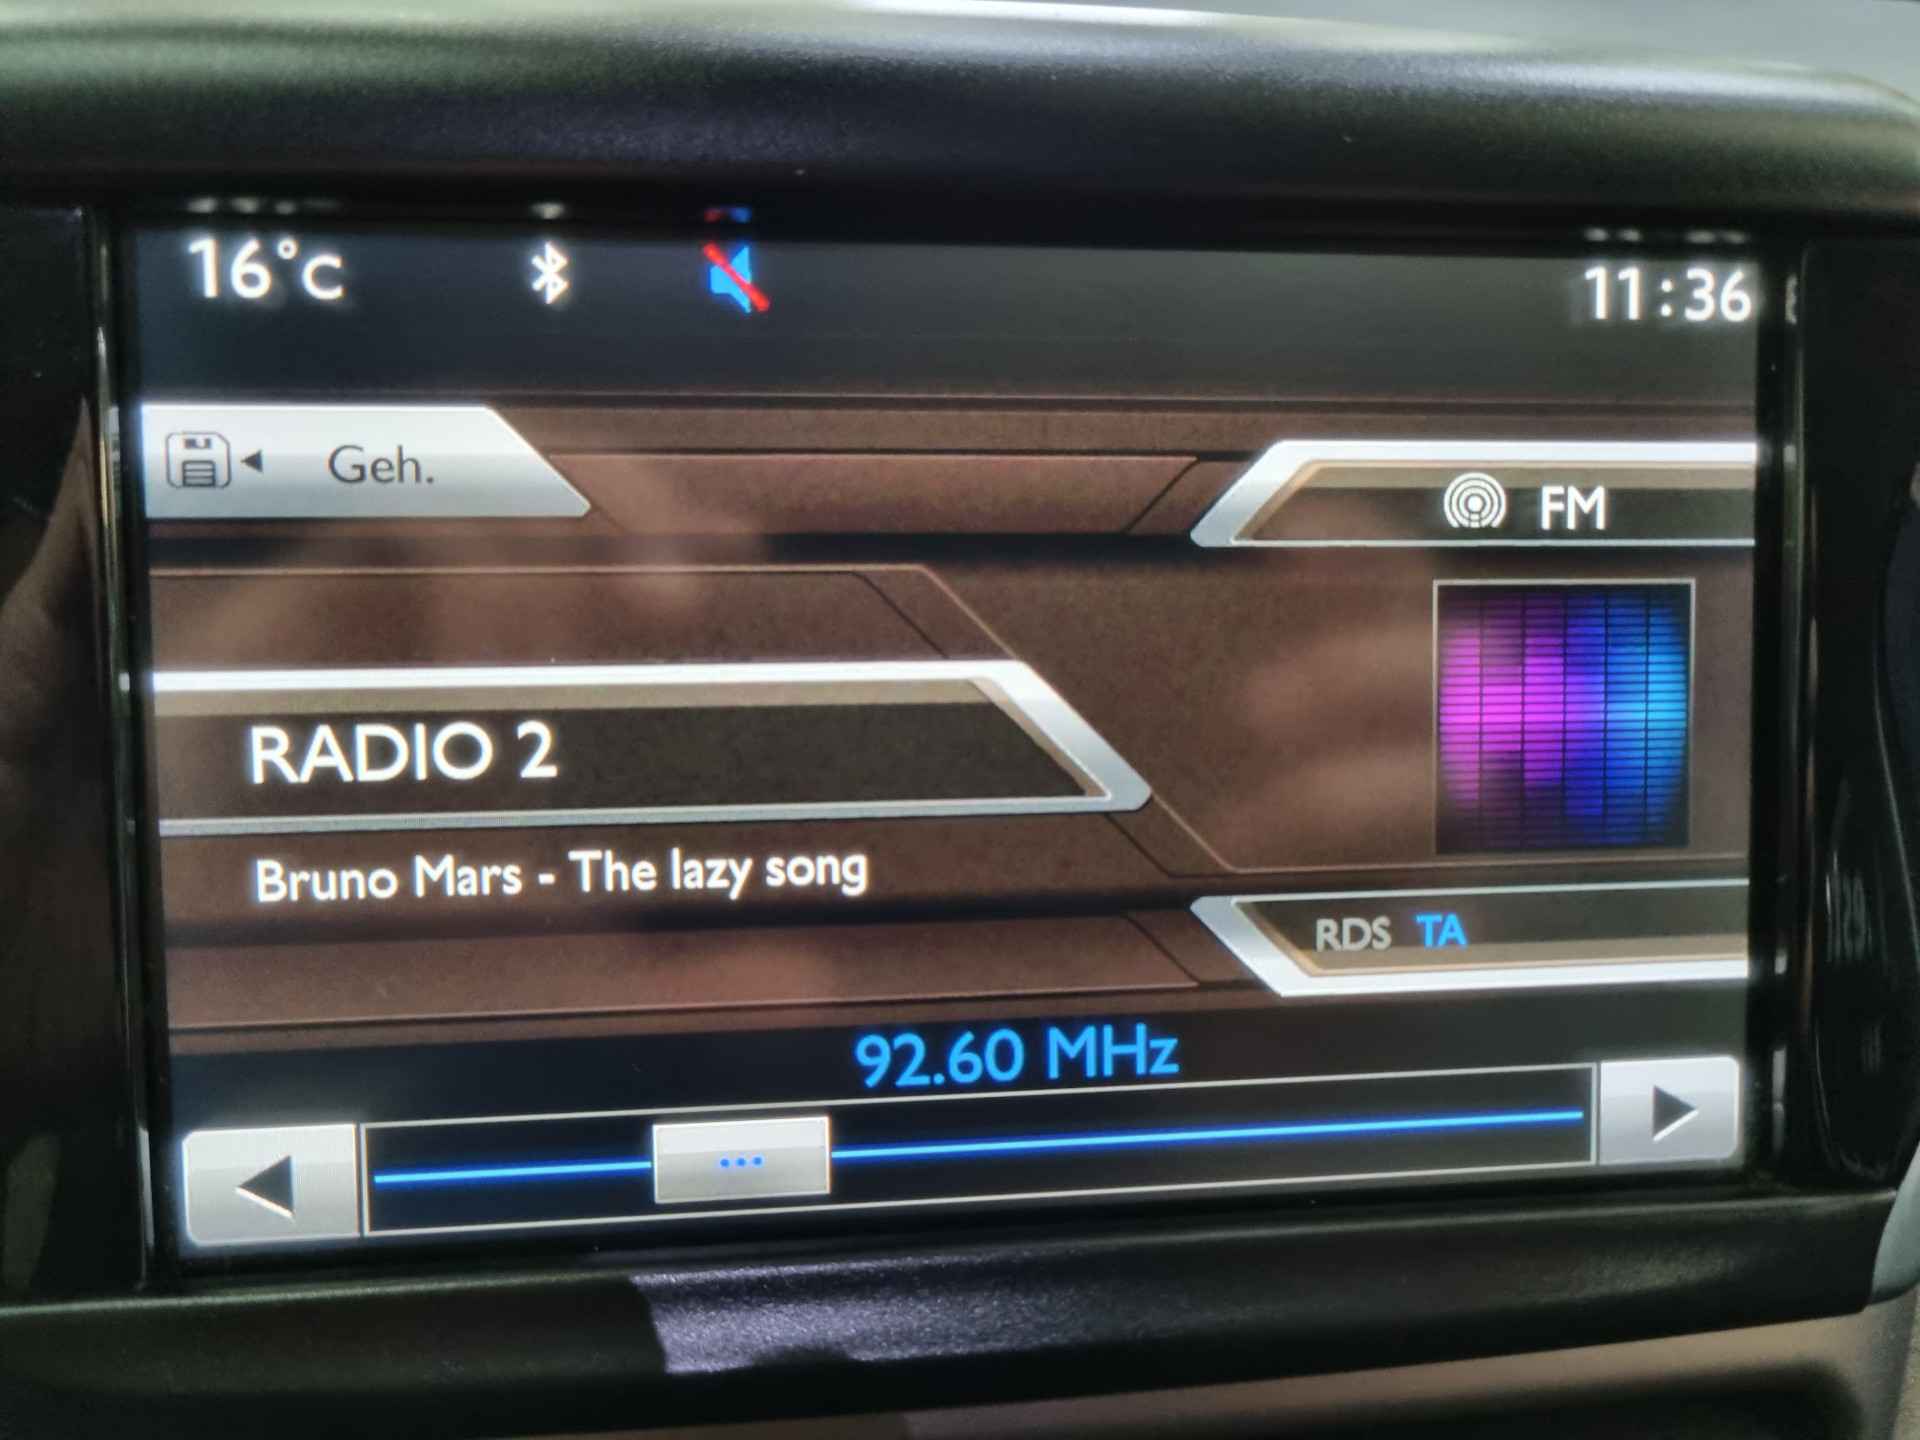 16°C 11:36
Geh.
FM
RADIO 2
Bruno Mars - The lazy song
RDS TA
92.60 MHz